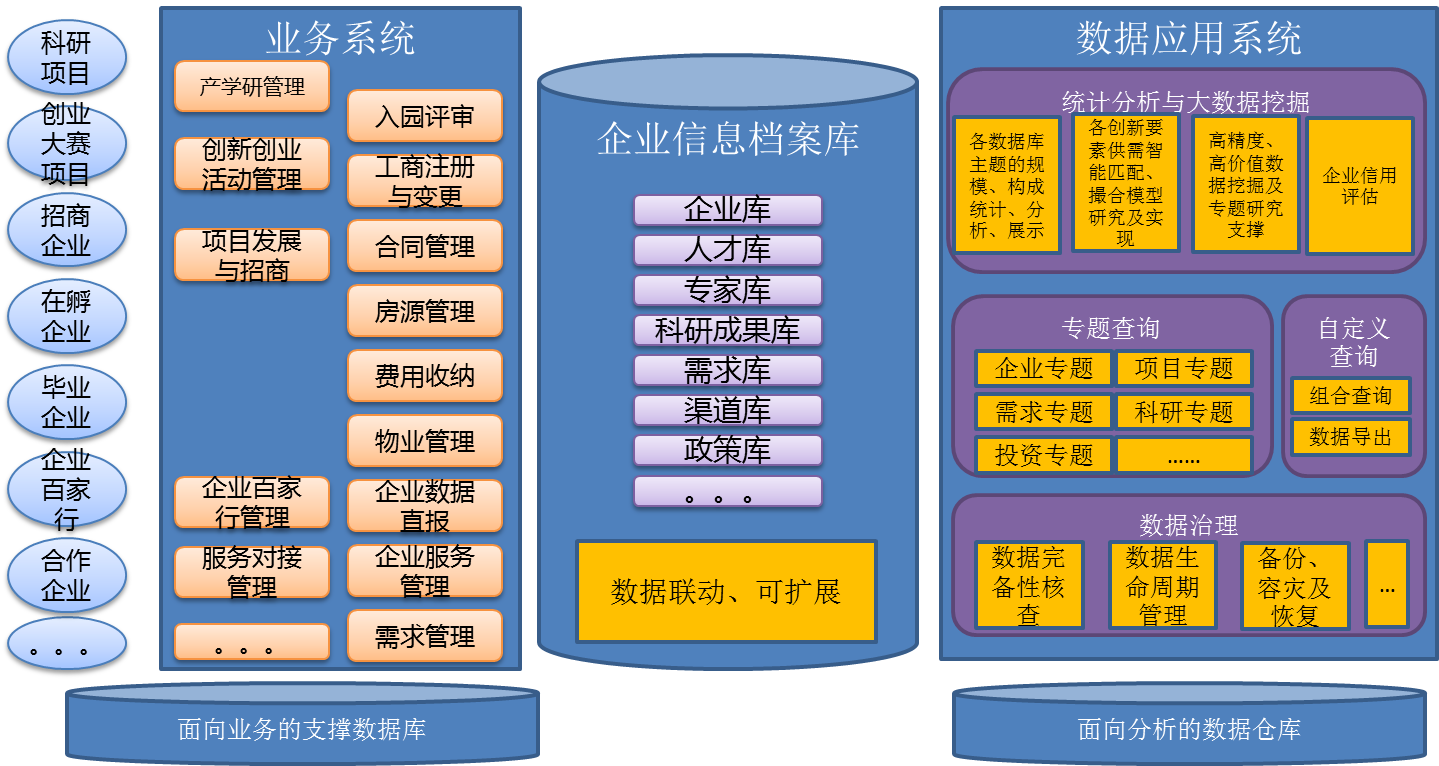 科研
项目
创业
大赛
项目
招商
企业
在孵
企业
毕业
企业
企业
百家
行
合作
企业
。。。
业务系统
产学研管理
创新创业
活动管理
项目发展
与招商
企业百家
行管理
服务对接
管理
。。。
入园评审
工商注册
与变更
合同管理
房源管理
费用收纳
物业管理
企业数据
直报
企业服务
管理
需求管理
面向业务的支撑数据库
企业信息档案库
企业库
人才库
专家库
科研成果库
需求库
渠道库
政策库
。。。
数据联动、可扩展
数据应用系统
统计分析与大数据挖掘
各数据库
主题的规
模、构成
统计、分
析、展示
各创新要
素供需智
能匹配、
撮合模型
研究及实
现
高精度、
高价值数
据挖掘及
专题研究
支撑
企业信用
评估
专题查询
企业专题
项目专题
需求专题
科研专题
投资专题
......
自定义
查询
组合查询
数据导出
数据治理
数据完
备性核
查
数据生
命周期
管理
备份、
容灾及
恢复
...
面向分析的数据仓库